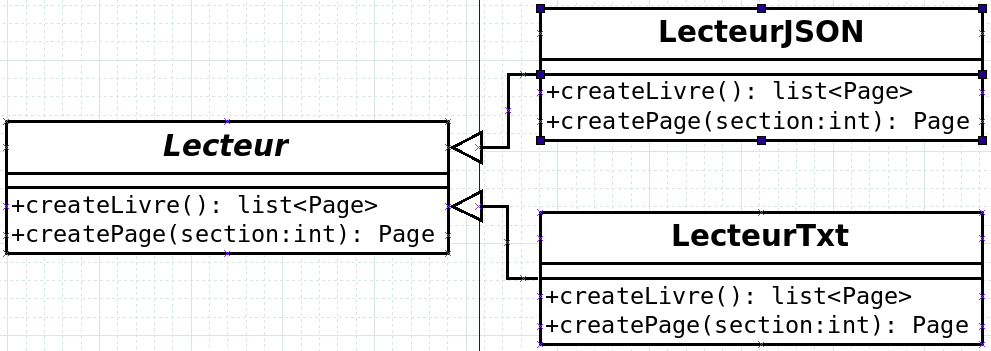 Lecteur
+createLivre(): list<Page>
+createPage(section:int): Page
LecteurJSON
+createLivre(): list<Page>
+createPage(section:int): Page
LecteurTxt
+createLivre(): list<Page>
+createPage(section:int): Page